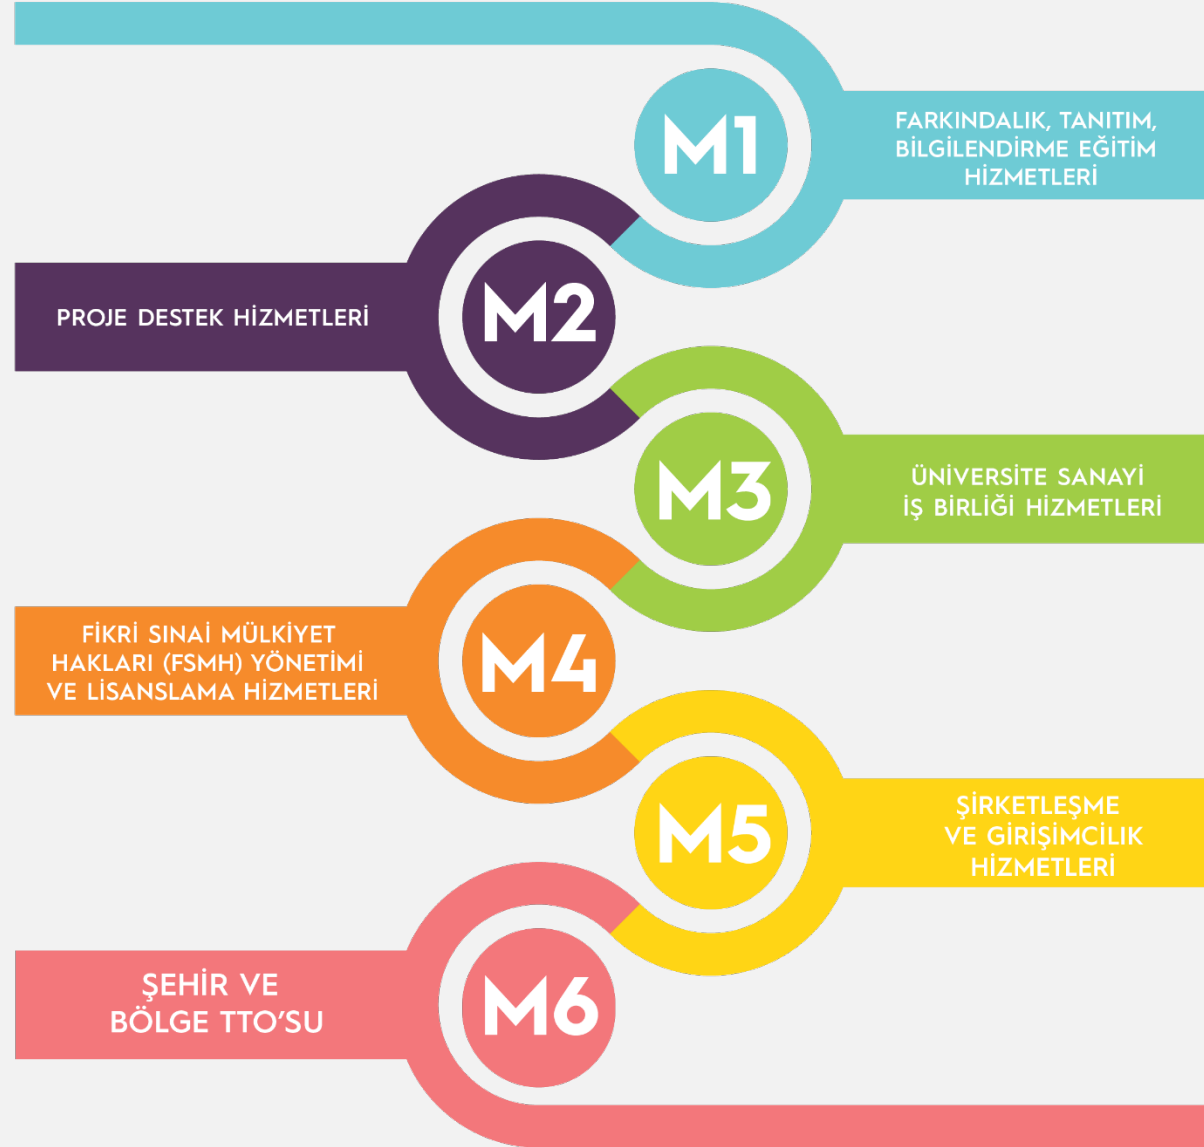 M1
FARKINDALIK, TANITIM,
BİLGİLENDİRME EĞİTİM
HİZMETLERİ
M2
PROJE DESTEK HİZMETLERİ
M3
ÜNİVERSİTE SANAYİ
İŞ BİRLİĞİ HİZMETLERİ
M4
FİKRİ SINAİ MÜLKİYET
HAKLARI (FSMH) YÖNETİMİ
VE LİSANSLAMA HİZMETLERİ
M5
ŞİRKETLEŞME
VE GİRİŞİMCİLIK
HİZMETLERİ
M6
ŞEHİR VE
BÖLGE TTO'SU